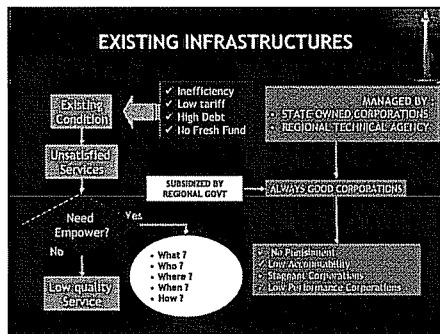 EXISTING INFRASTRUCTURES
✓ Inefficiency
✓ Low tariff
✓ High Debt
✓ No Fresh Fund
Existing
Condition
Unsatisfied
Services
MANAGED BY :
• STATE OWNED CORPORATIONS
• REGIONAL TECHNICAL AGENCY
SUBSIDIZED BY
REGIONAL GOVT
ALWAYS GOOD CORPORATIONS
Need
Empower?
Yes
No
Low quality
Service
• What ?
• Who ?
• Where ?
• When ?
• How ?
• No Punishment
• Low Accountability
• Stagnant Corporations
• Low Performance Corporations